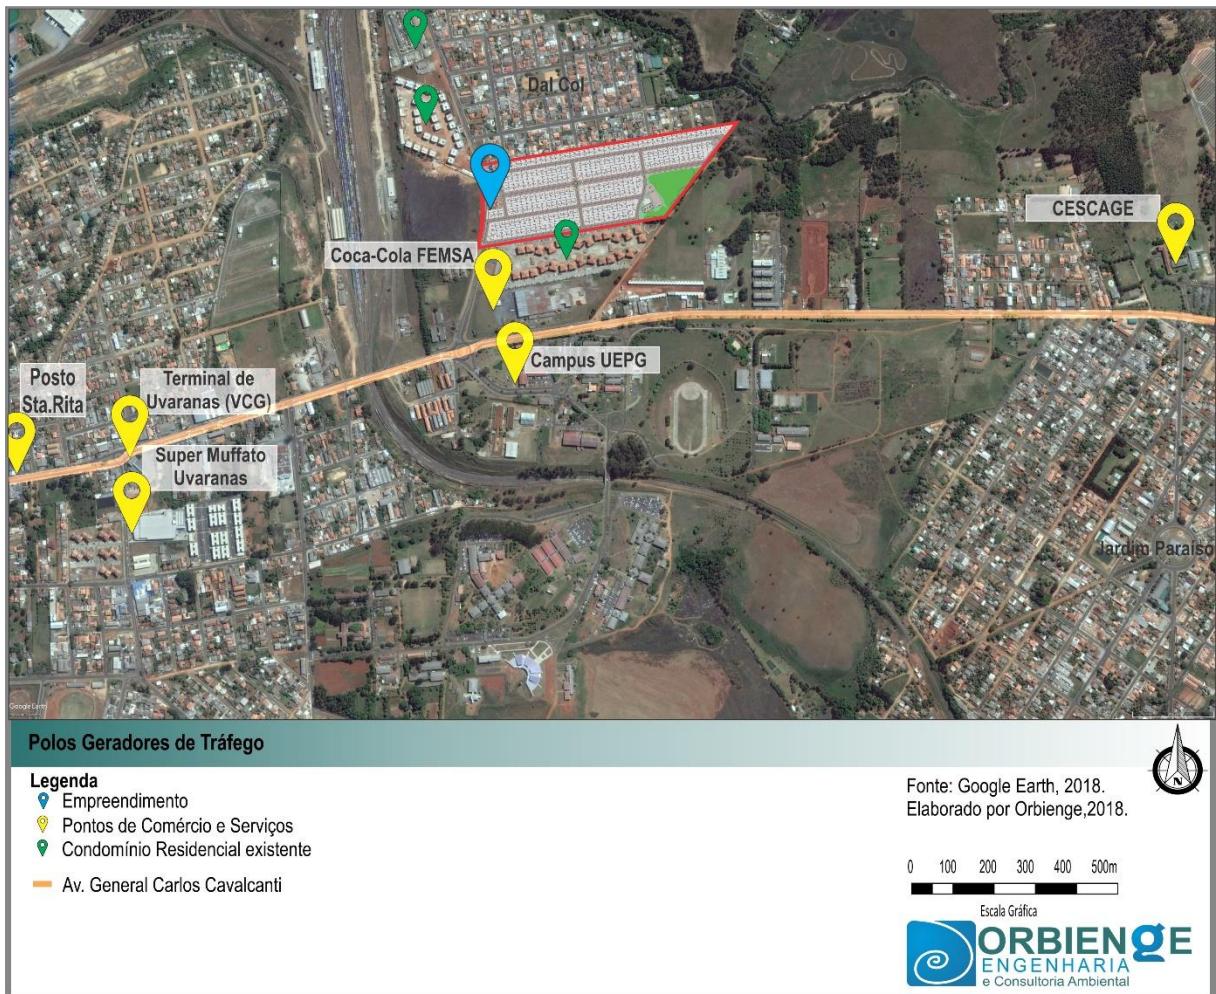 Dal Col
CESCAGE
Coca-Cola FEMSA
Campus UEPG
Posto
Sta.Rita
Terminal de
Uvaranas (VCG)
Super Muffato
Uvaranas
Jardim Paraíso
Google Earth
Polos Geradores de Tráfego
Legenda
Empreendimento
Pontos de Comércio e Serviços
Condomínio Residencial existente
Av. General Carlos Cavalcanti
Fonte: Google Earth, 2018.
Elaborado por Orbienge,2018.
N
0 100 200 300 400 500m
Escala Gráfica
ORBIENGE
ENGENHARIA
e Consultoria Ambiental